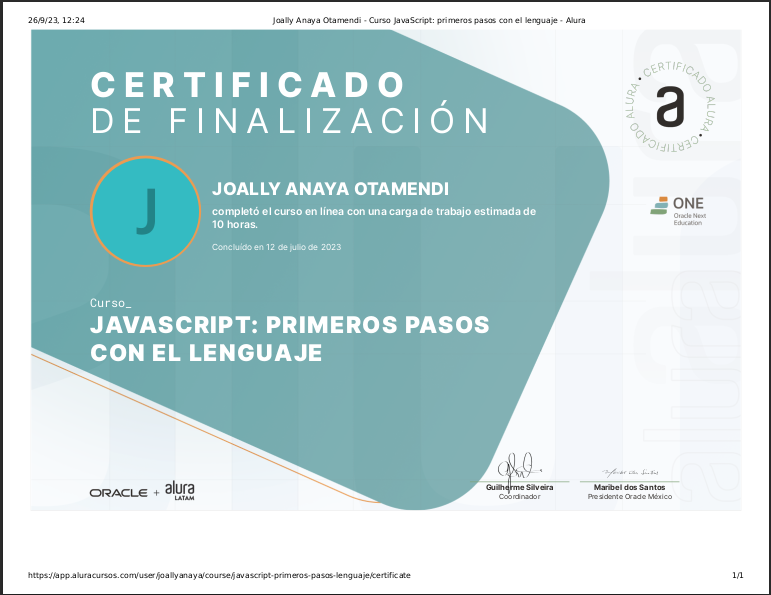 26/9/23, 12:24
Joally Anaya Otamendi - Curso JavaScript: primeros pasos con el lenguaje - Alura
CERTIFICADO
DE FINALIZACIÓN
CERTIFICADO ALURA • CERTIFICADO ALURA •
a
J
JOALLY ANAYA OTAMENDI
completó el curso en línea con una carga de trabajo estimada de
10 horas.
Concluído en 12 de julio de 2023
ONE
Oracle Next
Education
Curso_
JAVASCRIPT: PRIMEROS PASOS
CON EL LENGUAJE
alura
alura
ORACLE + alura
LATAM
Guilherme Silveira
Coordinador
Maribel dos Santos
Presidente Oracle México
https://app.aluracursos.com/user/joallyanaya/course/javascript-primeros-pasos-lenguaje/certificate
1/1